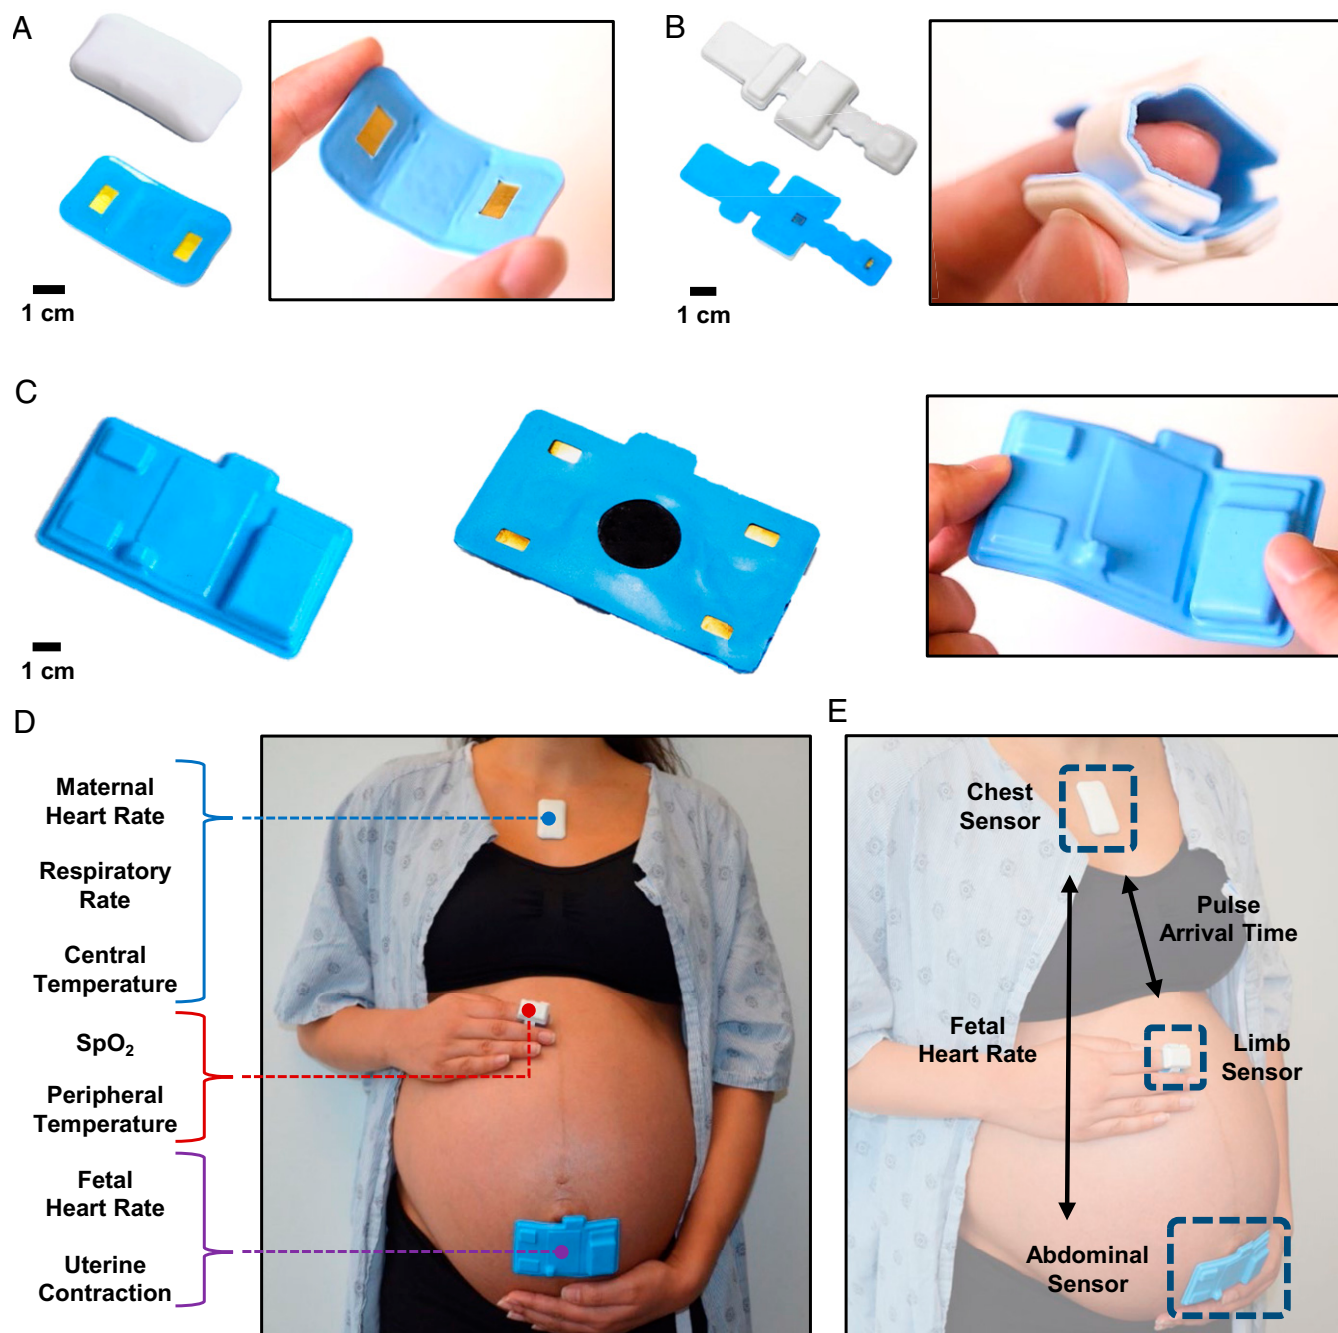 A
B
1 cm
1 cm
C
1 cm
D
E
Maternal
Heart Rate
Respiratory
Rate
Central
Temperature
SpO₂
Peripheral
Temperature
Fetal
Heart Rate
Uterine
Contraction
Chest
Sensor
Pulse
Arrival Time
Fetal
Heart Rate
Limb
Sensor
Abdominal
Sensor